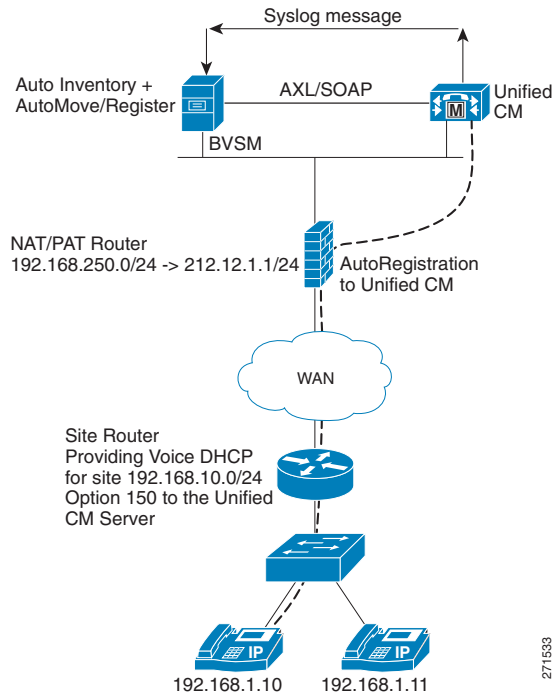 Syslog message
Auto Inventory +
AutoMove/Register
AXL/SOAP
M
Unified
CM
BVSM
NAT/PAT Router
192.168.250.0/24 -> 212.12.1.1/24
AutoRegistration
to Unified CM
WAN
Site Router
Providing Voice DHCP
for site 192.168.10.0/24
Option 150 to the Unified
CM Server
IP
IP
192.168.1.10
192.168.1.11
271533